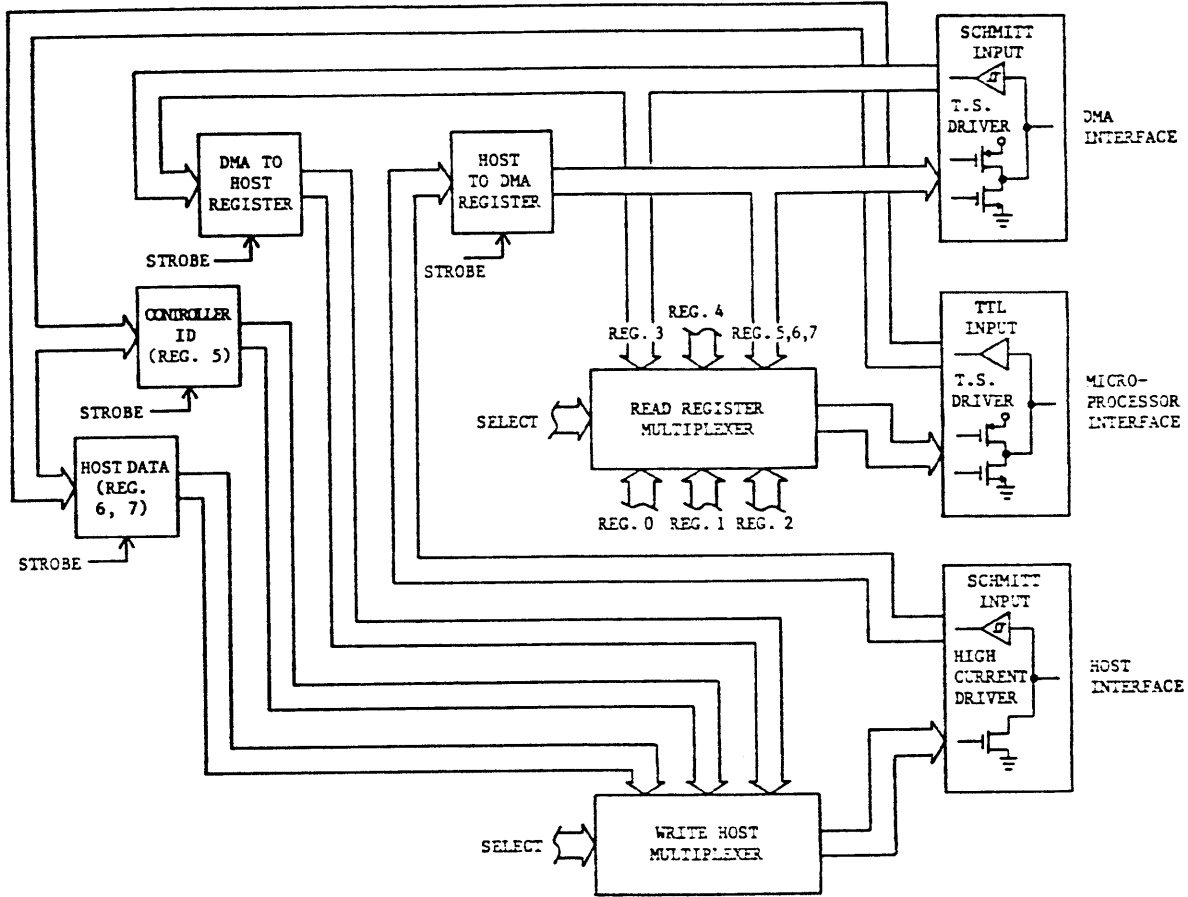 SCHMITT
INPUT
T.S.
DRIVER
DMA
INTERFACE
DMA TO
HOST
REGISTER
HOST
TO DMA
REGISTER
STROBE
STROBE
CONTROLLER
ID
(REG. 5)
STROBE
REG. 3
REG. 4
REG. 5,6,7
TTL
INPUT
T.S.
DRIVER
MICRO-
PROCESSOR
INTERFACE
SELECT
READ REGISTER
MULTIPLEXER
HOST DATA
(REG.
6, 7)
STROBE
REG. 0
REG. 1
REG. 2
SCHMITT
INPUT
HIGH
CURRENT
DRIVER
HOST
INTERFACE
SELECT
WRITE HOST
MULTIPLEXER